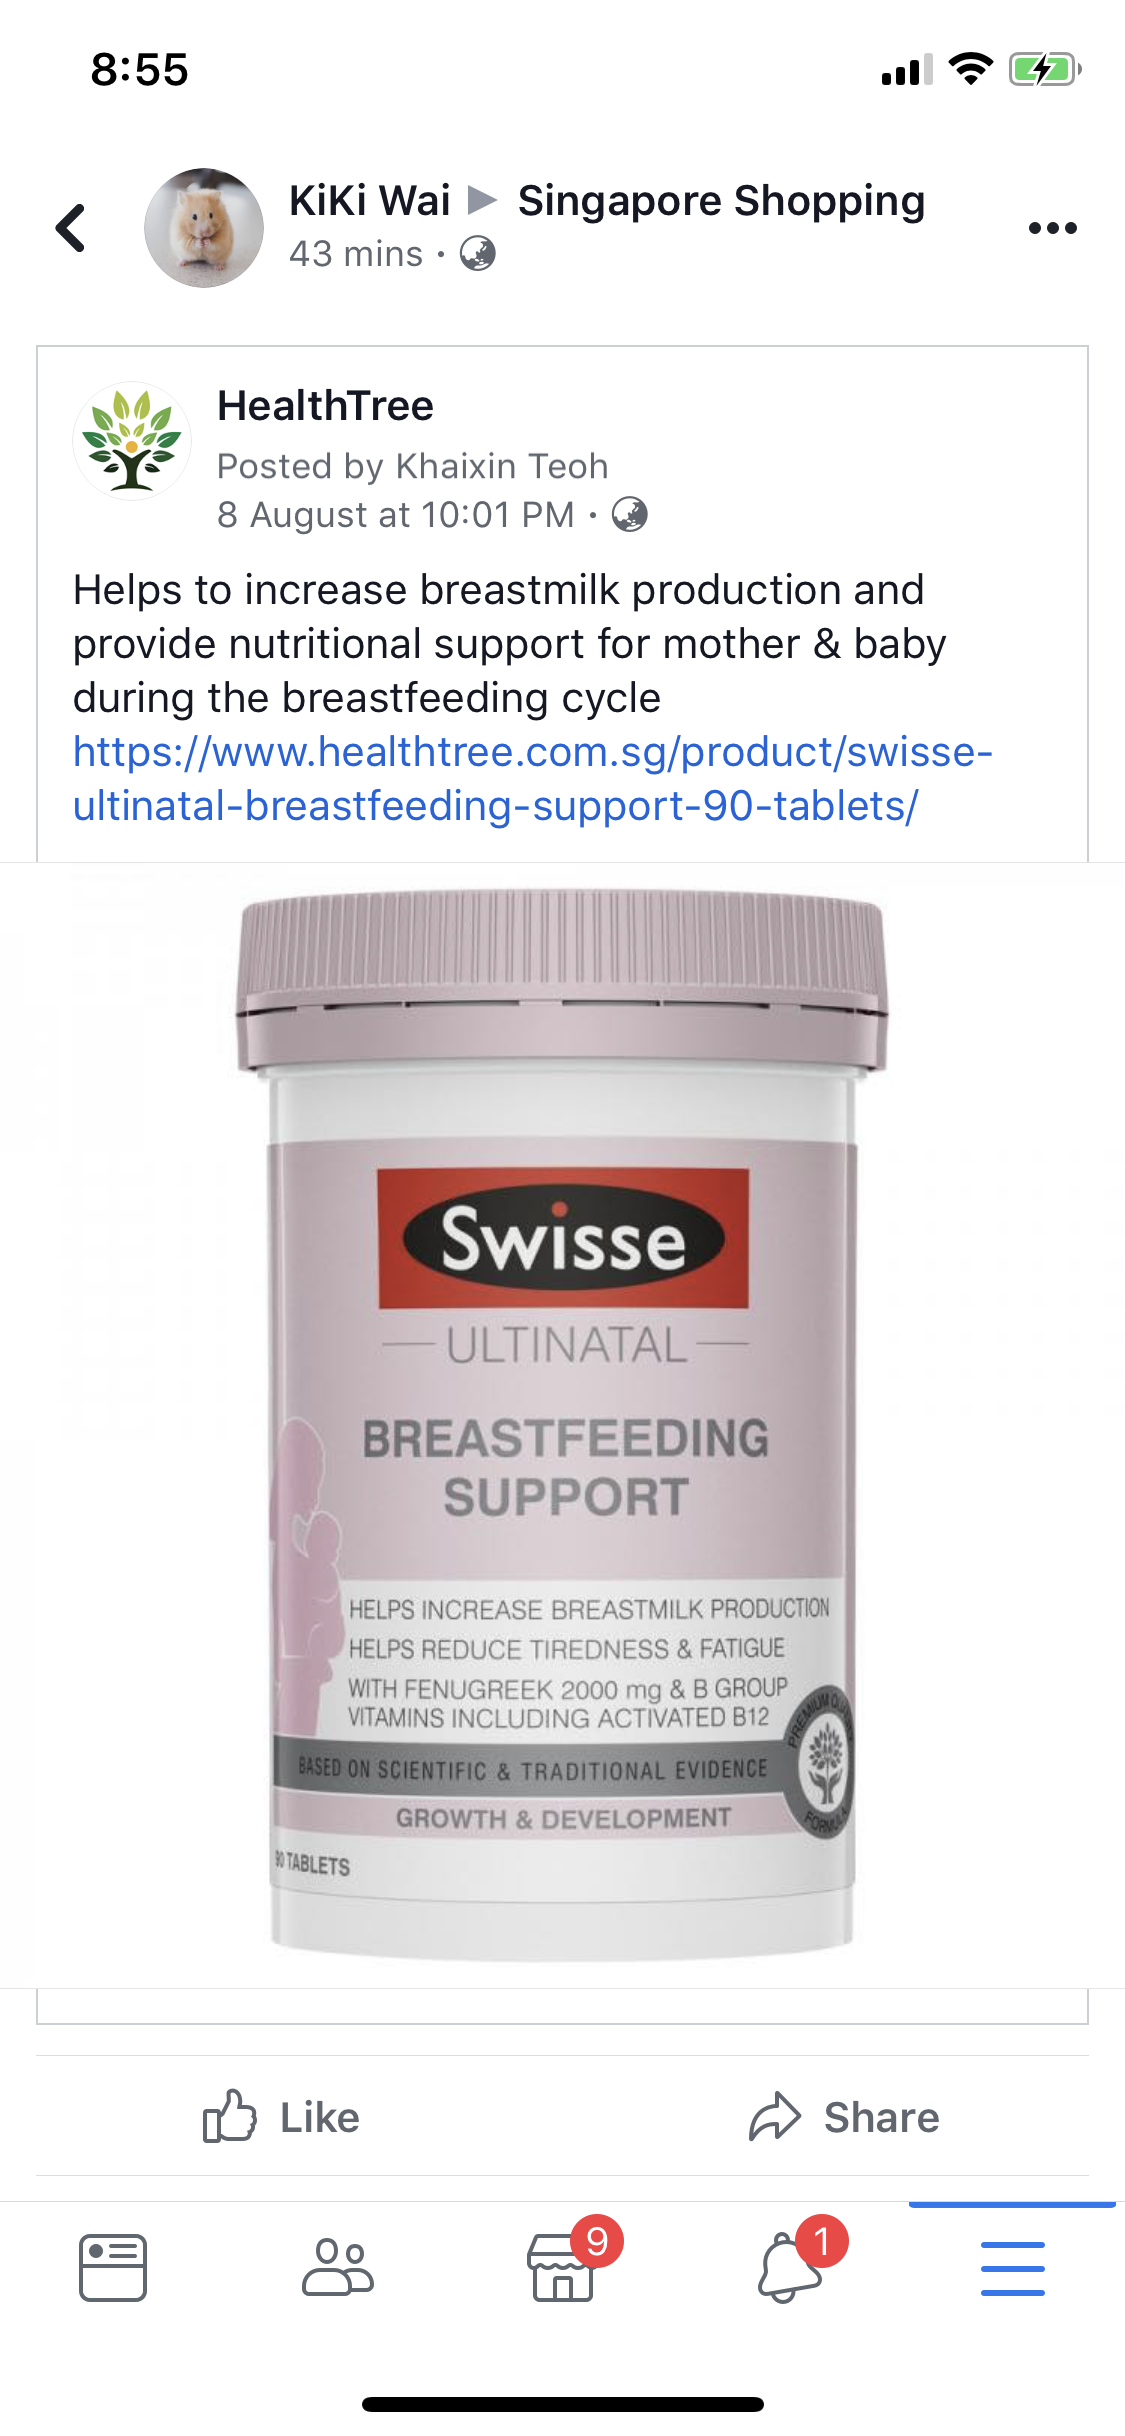 8:55
KiKi Wai ▶ Singapore Shopping
43 mins ·
HealthTree
Posted by Khaixin Teoh
8 August at 10:01 PM ·
Helps to increase breastmilk production and
provide nutritional support for mother & baby
during the breastfeeding cycle
https://www.healthtree.com.sg/product/swisse-
ultinatal-breastfeeding-support-90-tablets/
Swisse
ULTINATAL
BREASTFEEDING
SUPPORT
HELPS INCREASE BREASTMILK PRODUCTION
HELPS REDUCE TIREDNESS & FATIGUE
WITH FENUGREEK 2000 mg & B GROUP
VITAMINS INCLUDING ACTIVATED B12
PREMIUM
FORMULA
BASED ON SCIENTIFIC & TRADITIONAL EVIDENCE
GROWTH & DEVELOPMENT
90 TABLETS
Like
Share
9
1